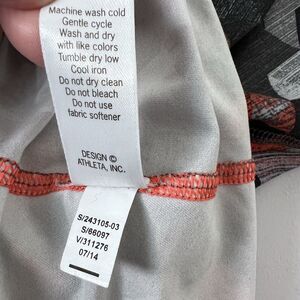 Machine wash cold
Gentle cycle
Wash and dry
with like colors
Tumble dry low
Cool iron
Do not dry clean
Do not bleach
Do not use
fabric softener
DESIGN ©
ATHLETA, INC.
S/243105-03
S/66097
V/311276
07/14